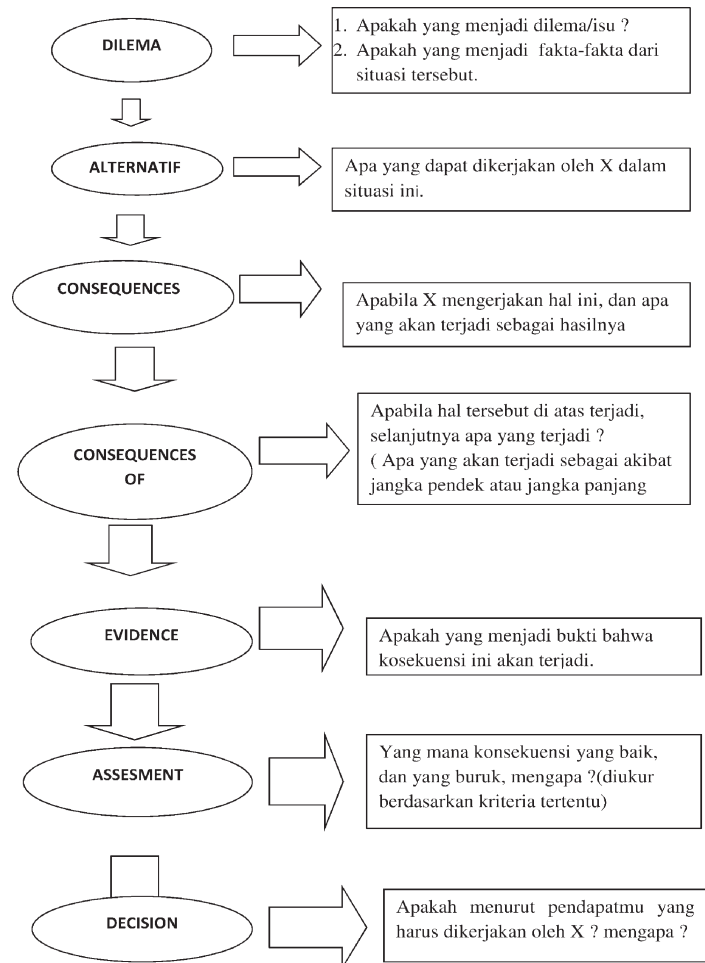 DILEMA
1. Apakah yang menjadi dilema/isu ?
2. Apakah yang menjadi fakta-fakta dari
situasi tersebut.
ALTERNATIF
Apa yang dapat dikerjakan oleh X dalam
situasi ini.
CONSEQUENCES
Apabila X mengerjakan hal ini, dan apa
yang akan terjadi sebagai hasilnya
CONSEQUENCES
OF
Apabila hal tersebut di atas terjadi,
selanjutnya apa yang terjadi ?
( Apa yang akan terjadi sebagai akibat
jangka pendek atau jangka panjang
EVIDENCE
Apakah yang menjadi bukti bahwa
kosekuensi ini akan terjadi.
ASSESMENT
Yang mana konsekuensi yang baik,
dan yang buruk, mengapa ?(diukur
berdasarkan kriteria tertentu)
DECISION
Apakah menurut pendapatmu yang
harus dikerjakan oleh X ? mengapa ?